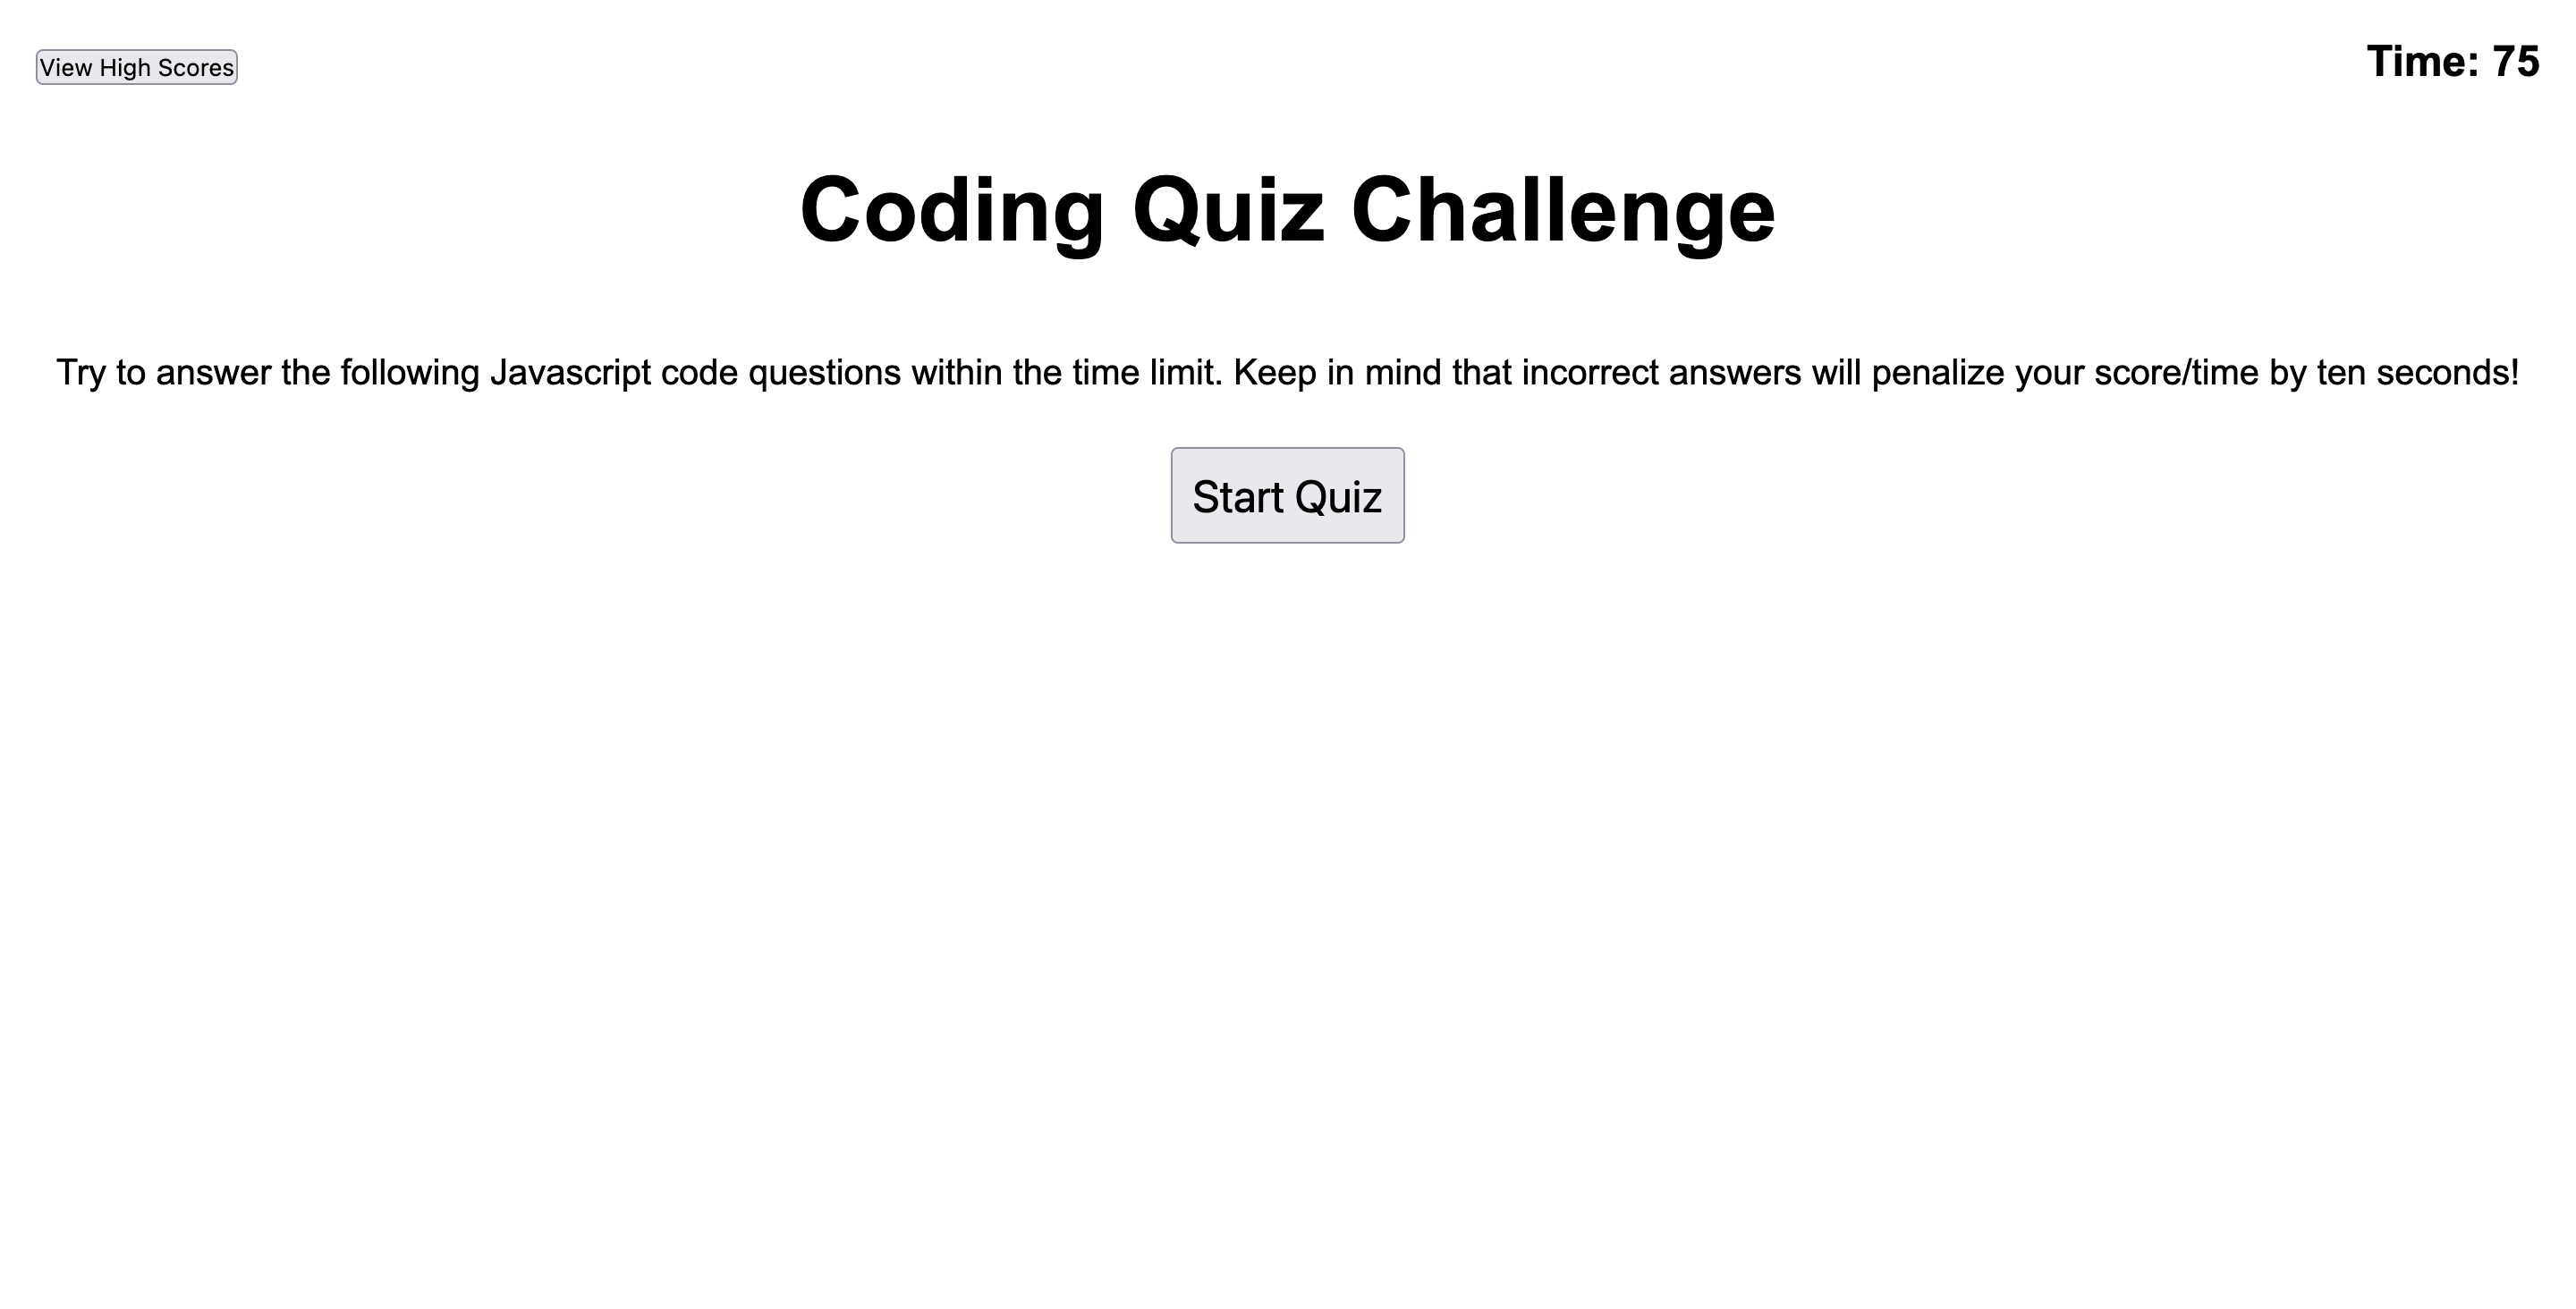 View High Scores
Time: 75
Coding Quiz Challenge
Try to answer the following Javascript code questions within the time limit. Keep in mind that incorrect answers will penalize your score/time by ten seconds!
Start Quiz